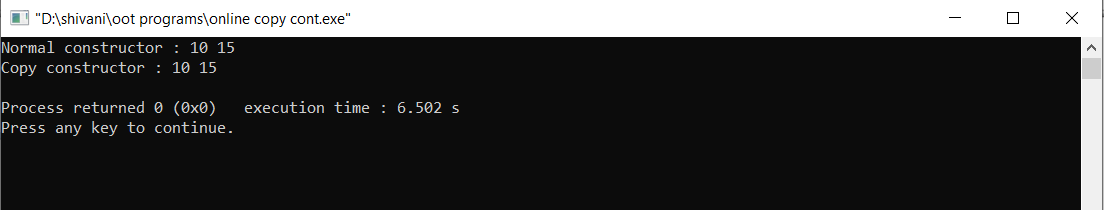 "D:\shivani\oot programs\online copy cont.exe"
Normal constructor : 10 15
Copy constructor : 10 15
Process returned 0 (0x0)   execution time : 6.502 s
Press any key to continue.